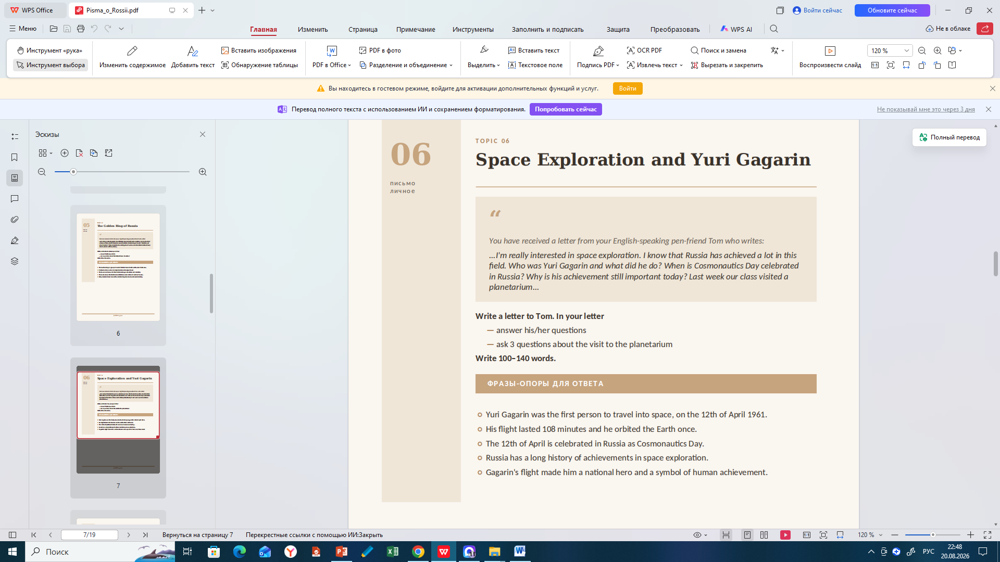 WPS Office
Pisma_o_Rossii.pdf
Войти сейчас
Обновите сейчас
Меню
Главная
Изменить
Страница
Примечание
Инструменты
Заполнить и подписать
Защита
Преобразовать
WPS AI
Не в облаке
Инструмент «рука»
Инструмент выбора
Изменить содержимое
Добавить текст
Вставить изображения
Обнаружение таблицы
PDF в Office
PDF в фото
Разделение и объединение
Выделить
Вставить текст
Текстовое поле
Подпись PDF
OCR PDF
Извлечь текст
Поиск и замена
Вырезать и закрепить
Воспроизвести слайд
120 %
Вы находитесь в гостевом режиме, войдите для активации дополнительных функций и услуг.
Войти
Перевод полного текста с использованием ИИ и сохранением форматирования.
Попробовать сейчас
Не показывай мне это через 3 дня
Эскизы
Полный перевод
05
The Golden Ring of Russia
6
06
Space Exploration and Yuri Gagarin
7
06
письмо
личное
TOPIC 06
Space Exploration and Yuri Gagarin
“
You have received a letter from your English-speaking pen-friend Tom who writes:
...I'm really interested in space exploration. I know that Russia has achieved a lot in this
field. Who was Yuri Gagarin and what did he do? When is Cosmonautics Day celebrated
in Russia? Why is his achievement still important today? Last week our class visited a
planetarium...
Write a letter to Tom. In your letter
— answer his/her questions
— ask 3 questions about the visit to the planetarium
Write 100–140 words.
ФРАЗЫ-ОПОРЫ ДЛЯ ОТВЕТА
Yuri Gagarin was the first person to travel into space, on the 12th of April 1961.
His flight lasted 108 minutes and he orbited the Earth once.
The 12th of April is celebrated in Russia as Cosmonautics Day.
Russia has a long history of achievements in space exploration.
Gagarin's flight made him a national hero and a symbol of human achievement.
7/19
Вернуться на страницу 7
Перекрестные ссылки с помощью ИИ:Закрыть
120 %
Поиск
РУС
22:48
20.08.2026